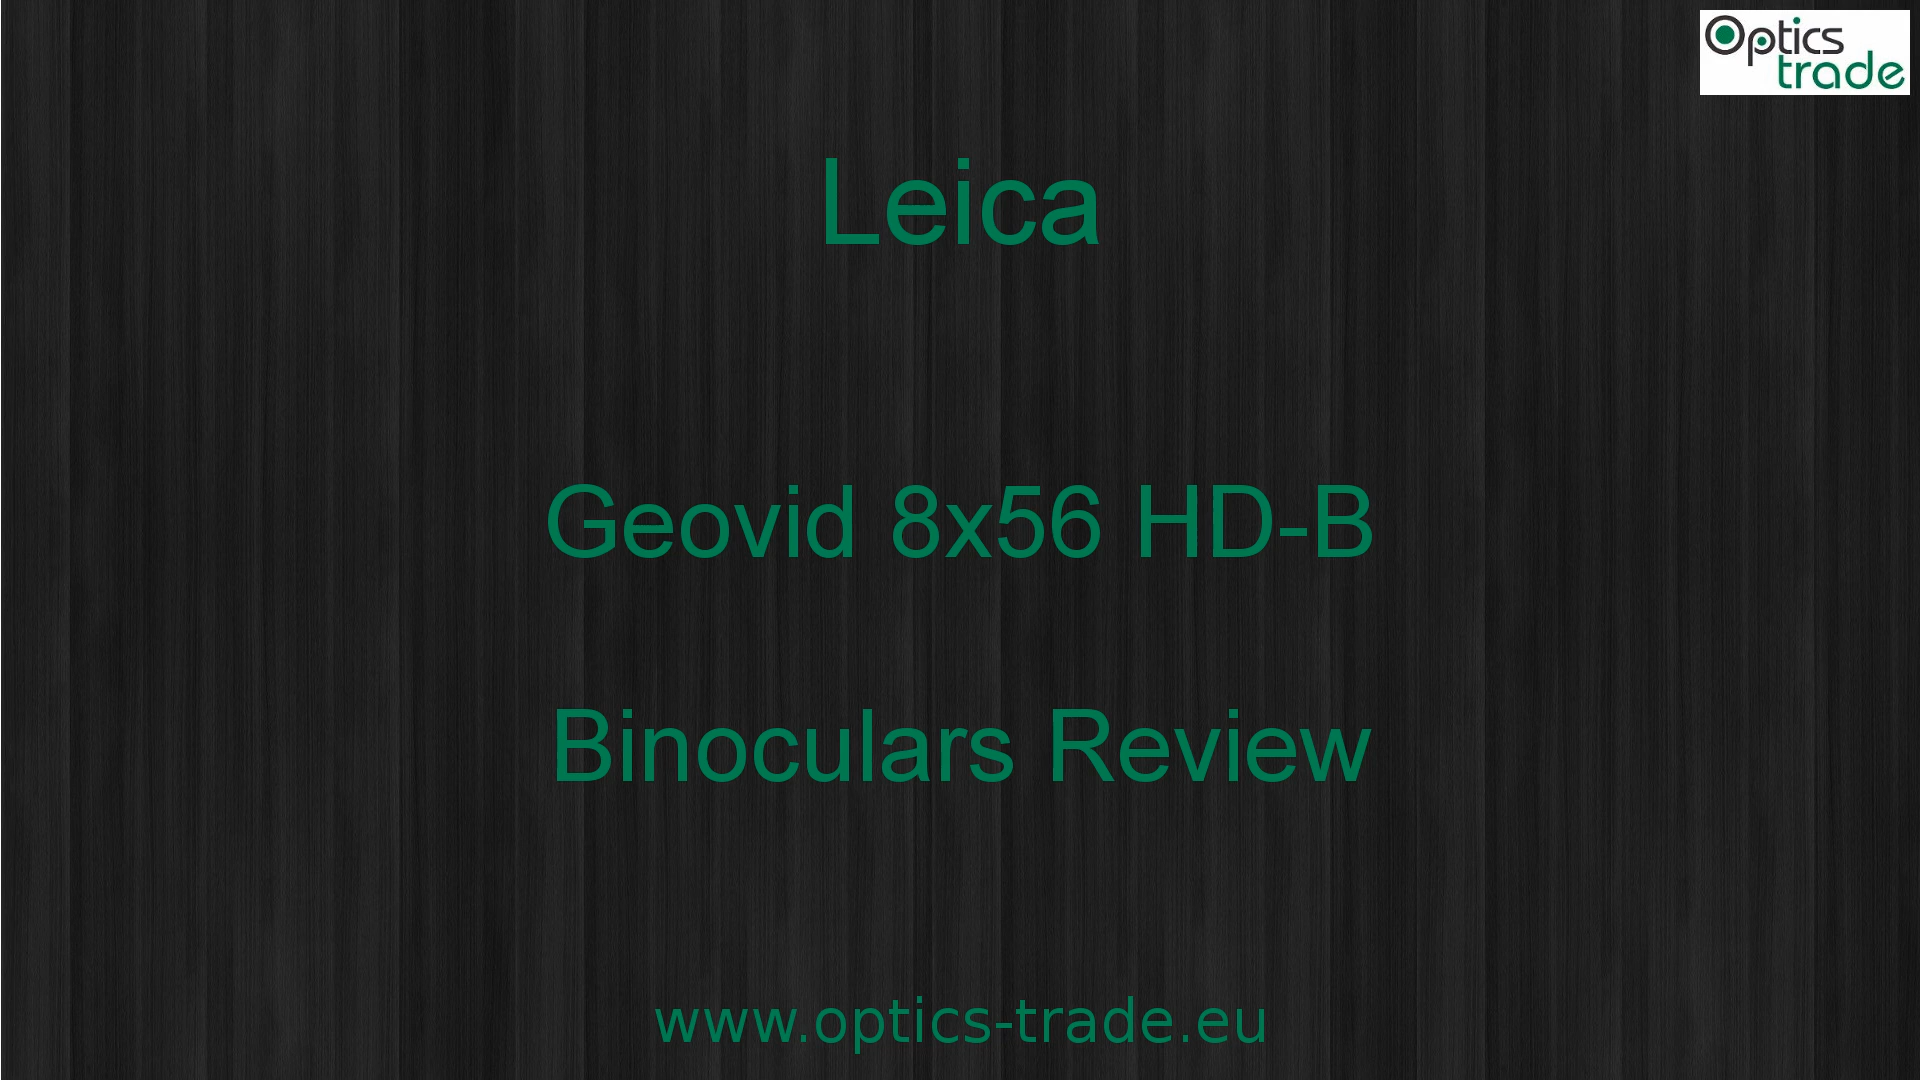 Optics
trade
Leica
Geovid 8x56 HD-B
Binoculars Review
www.optics-trade.eu